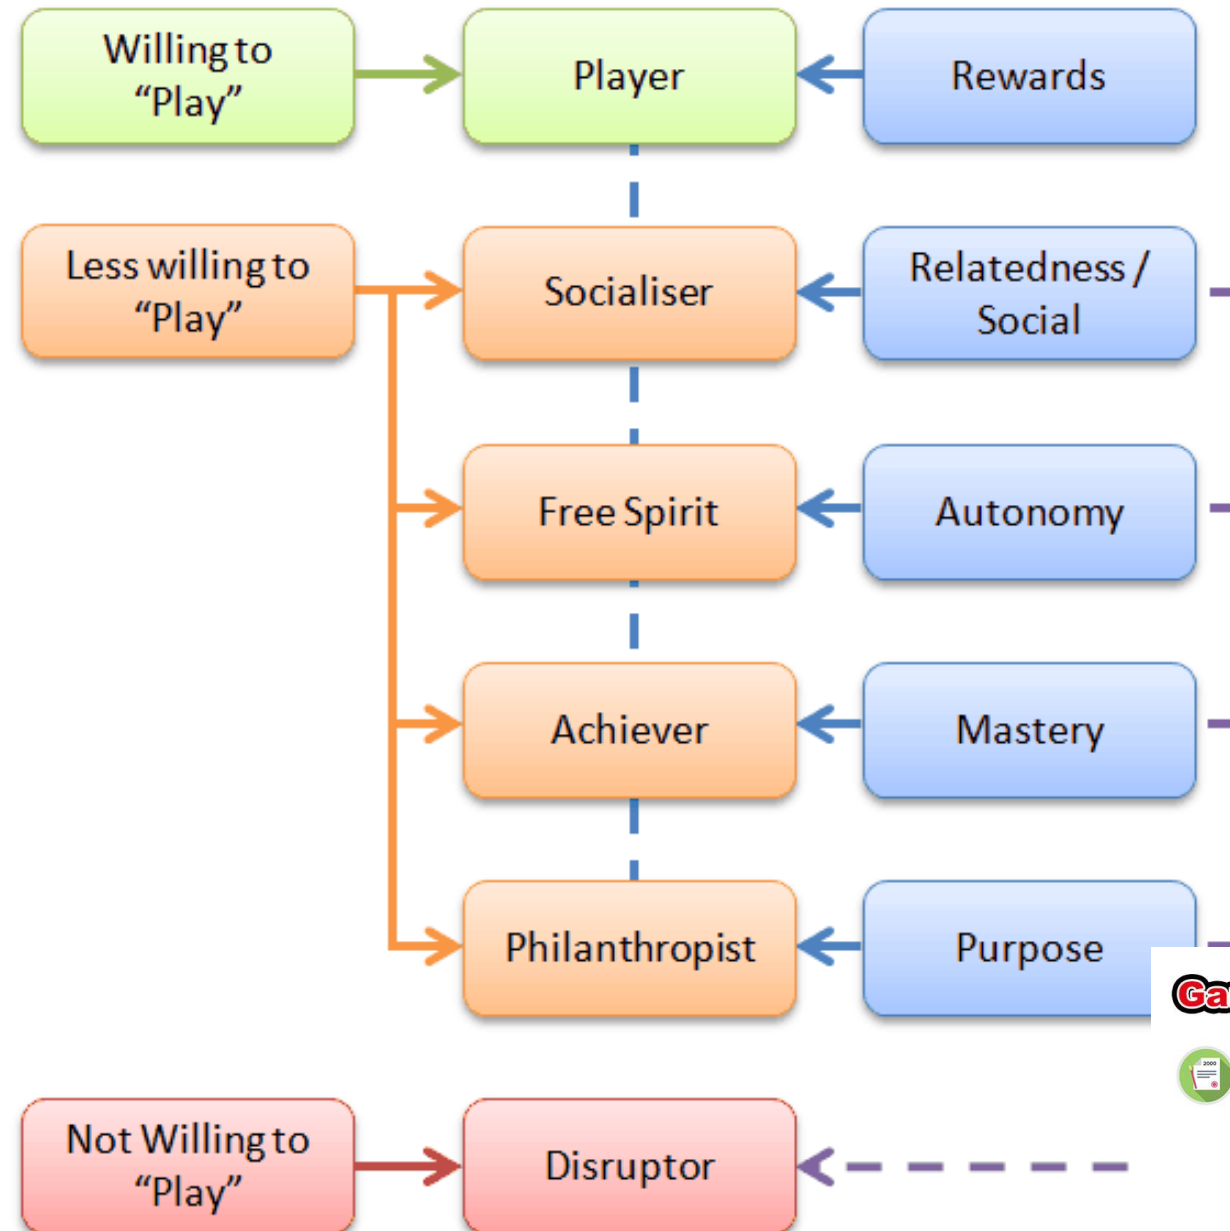 Willing to
“Play”
Player
Rewards
Less willing to
“Play”
Socialiser
Relatedness /
Social
Free Spirit
Autonomy
Achiever
Mastery
Philanthropist
Purpose
2000
Not Willing to
“Play”
Disruptor